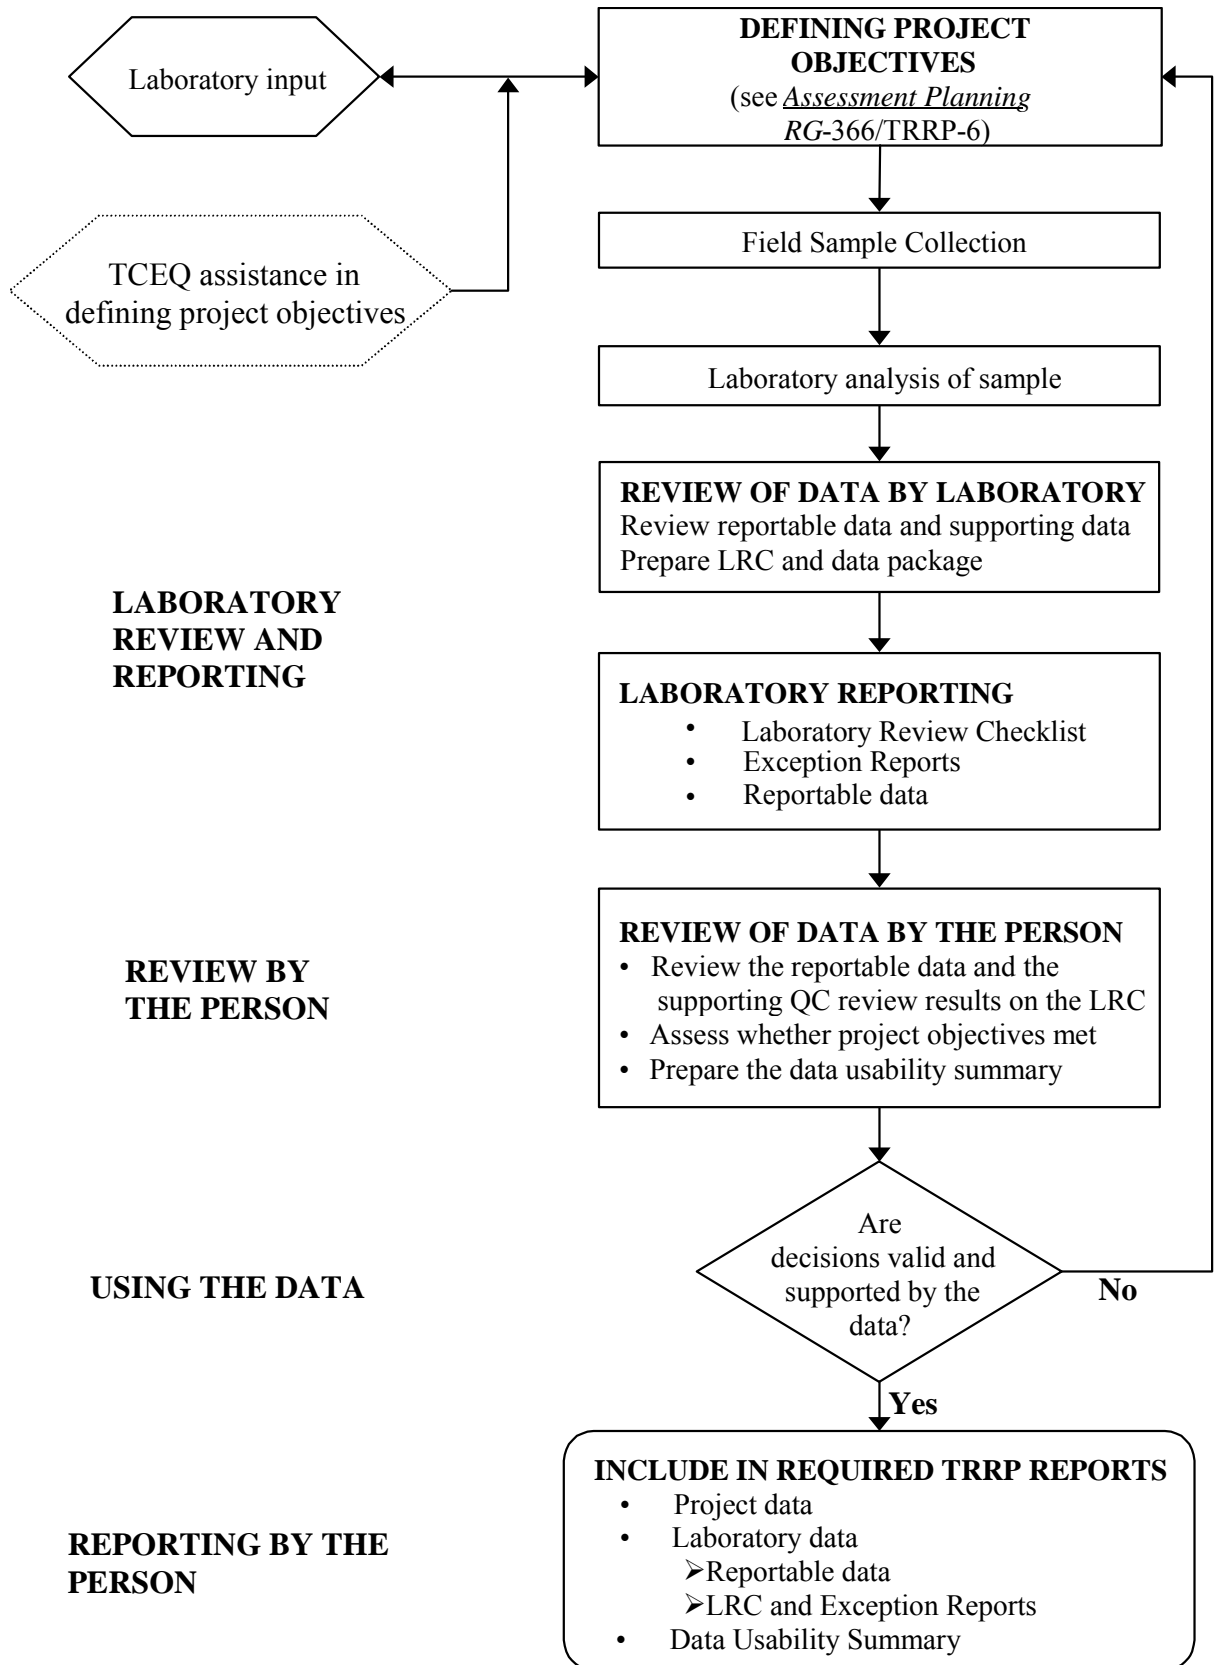 DEFINING PROJECT
OBJECTIVES
(see Assessment Planning
RG-366/TRRP-6)
Laboratory input
TCEQ assistance in
defining project objectives
Field Sample Collection
Laboratory analysis of sample
REVIEW OF DATA BY LABORATORY
Review reportable data and supporting data
Prepare LRC and data package
LABORATORY
REVIEW AND
REPORTING
LABORATORY REPORTING
• Laboratory Review Checklist
• Exception Reports
• Reportable data
REVIEW BY
THE PERSON
REVIEW OF DATA BY THE PERSON
• Review the reportable data and the
supporting QC review results on the LRC
• Assess whether project objectives met
• Prepare the data usability summary
USING THE DATA
Are
decisions valid and
supported by the
data?
No
Yes
REPORTING BY THE
PERSON
INCLUDE IN REQUIRED TRRP REPORTS
• Project data
• Laboratory data
➢Reportable data
➢LRC and Exception Reports
• Data Usability Summary